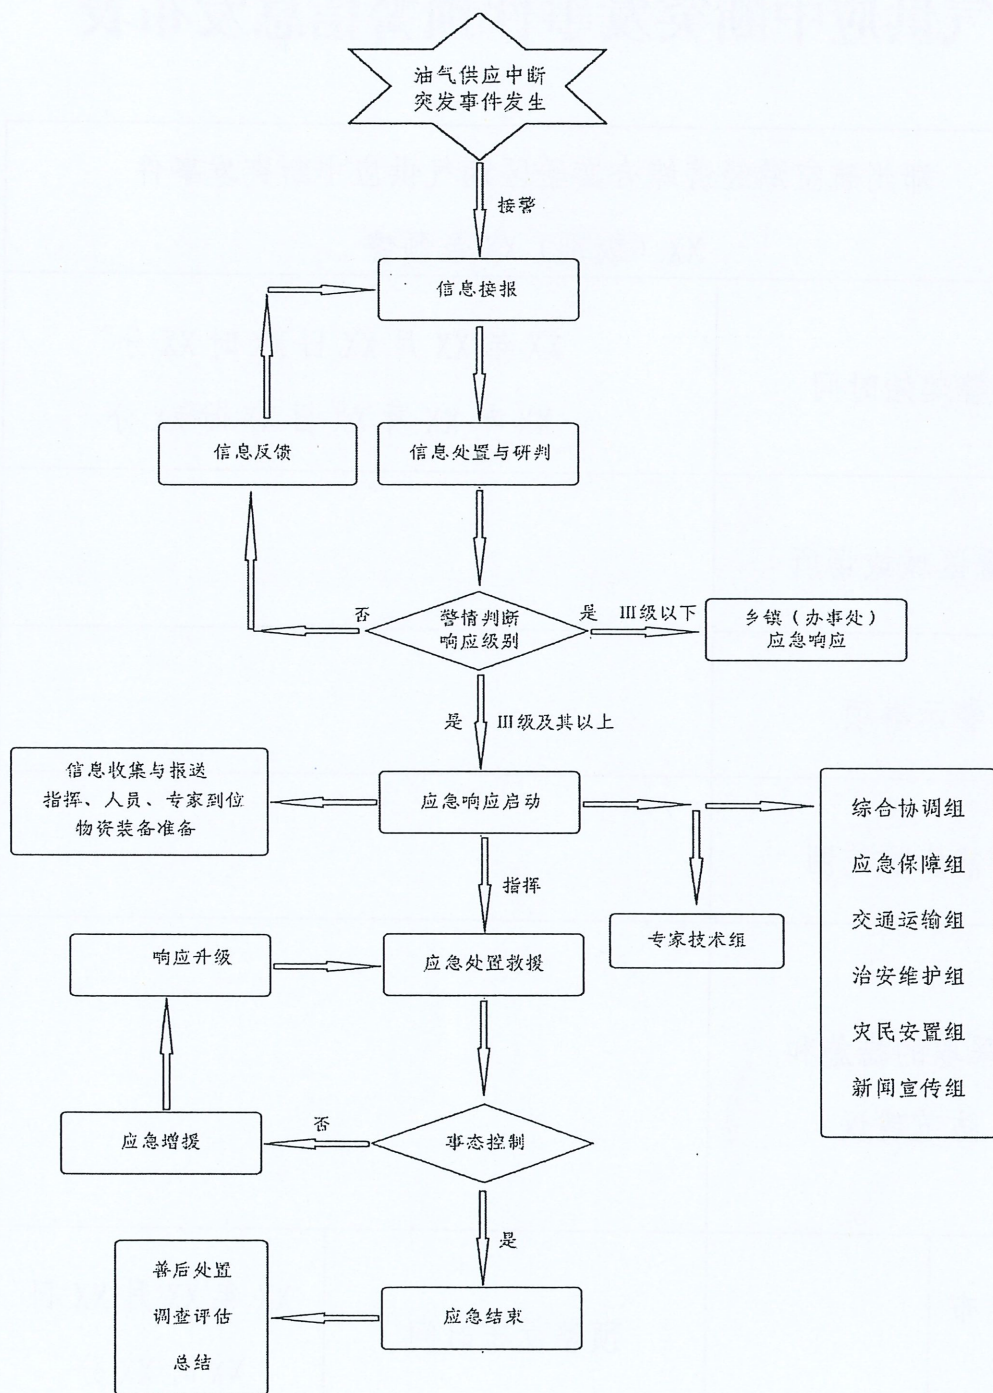 油气供应中断
突发事件发生
接警
信息接报
信息反馈
信息处置与研判
否
警情判断
响应级别
是 III级以下
乡镇（办事处）
应急响应
是 III级及其以上
信息收集与报送
指挥、人员、专家到位
物资装备准备
应急响应启动
综合协调组
应急保障组
交通运输组
治安维护组
灾民安置组
新闻宣传组
指挥
专家技术组
响应升级
应急处置救援
应急增援
否
事态控制
是
善后处置
调查评估
总结
应急结束